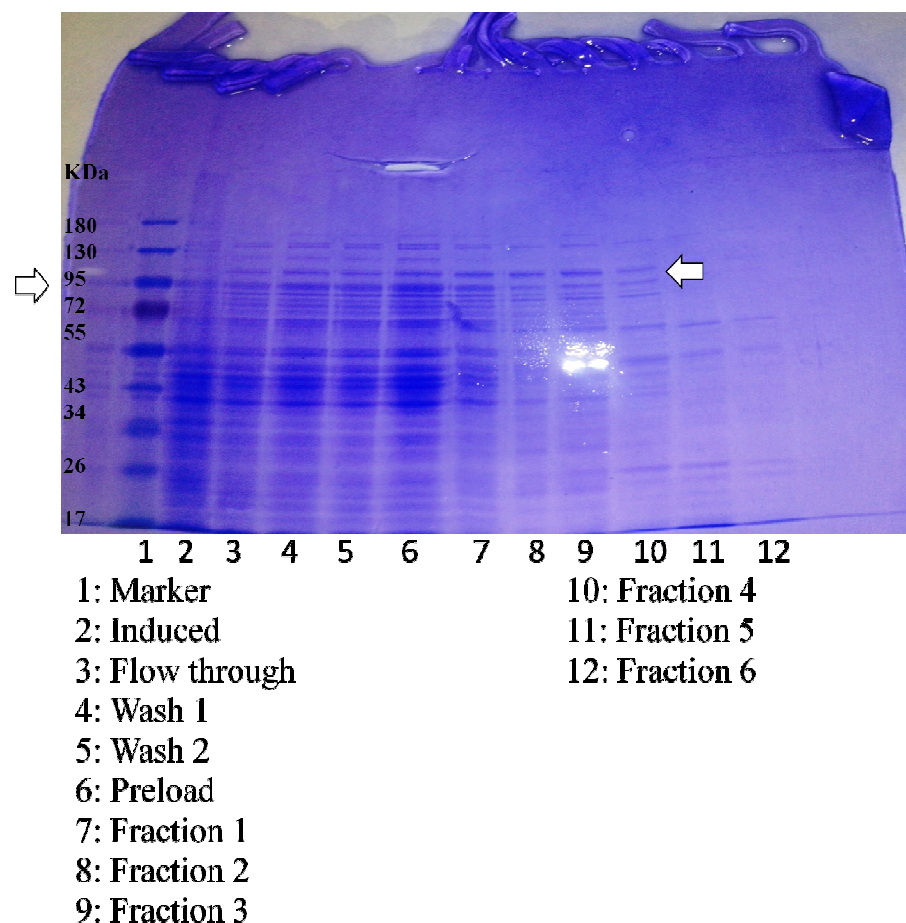 KDa
180
130
95
72
55
43
34
26
17
1 2 3 4 5 6 7 8 9 10 11 12
1: Marker
2: Induced
3: Flow through
4: Wash 1
5: Wash 2
6: Preload
7: Fraction 1
8: Fraction 2
9: Fraction 3
10: Fraction 4
11: Fraction 5
12: Fraction 6